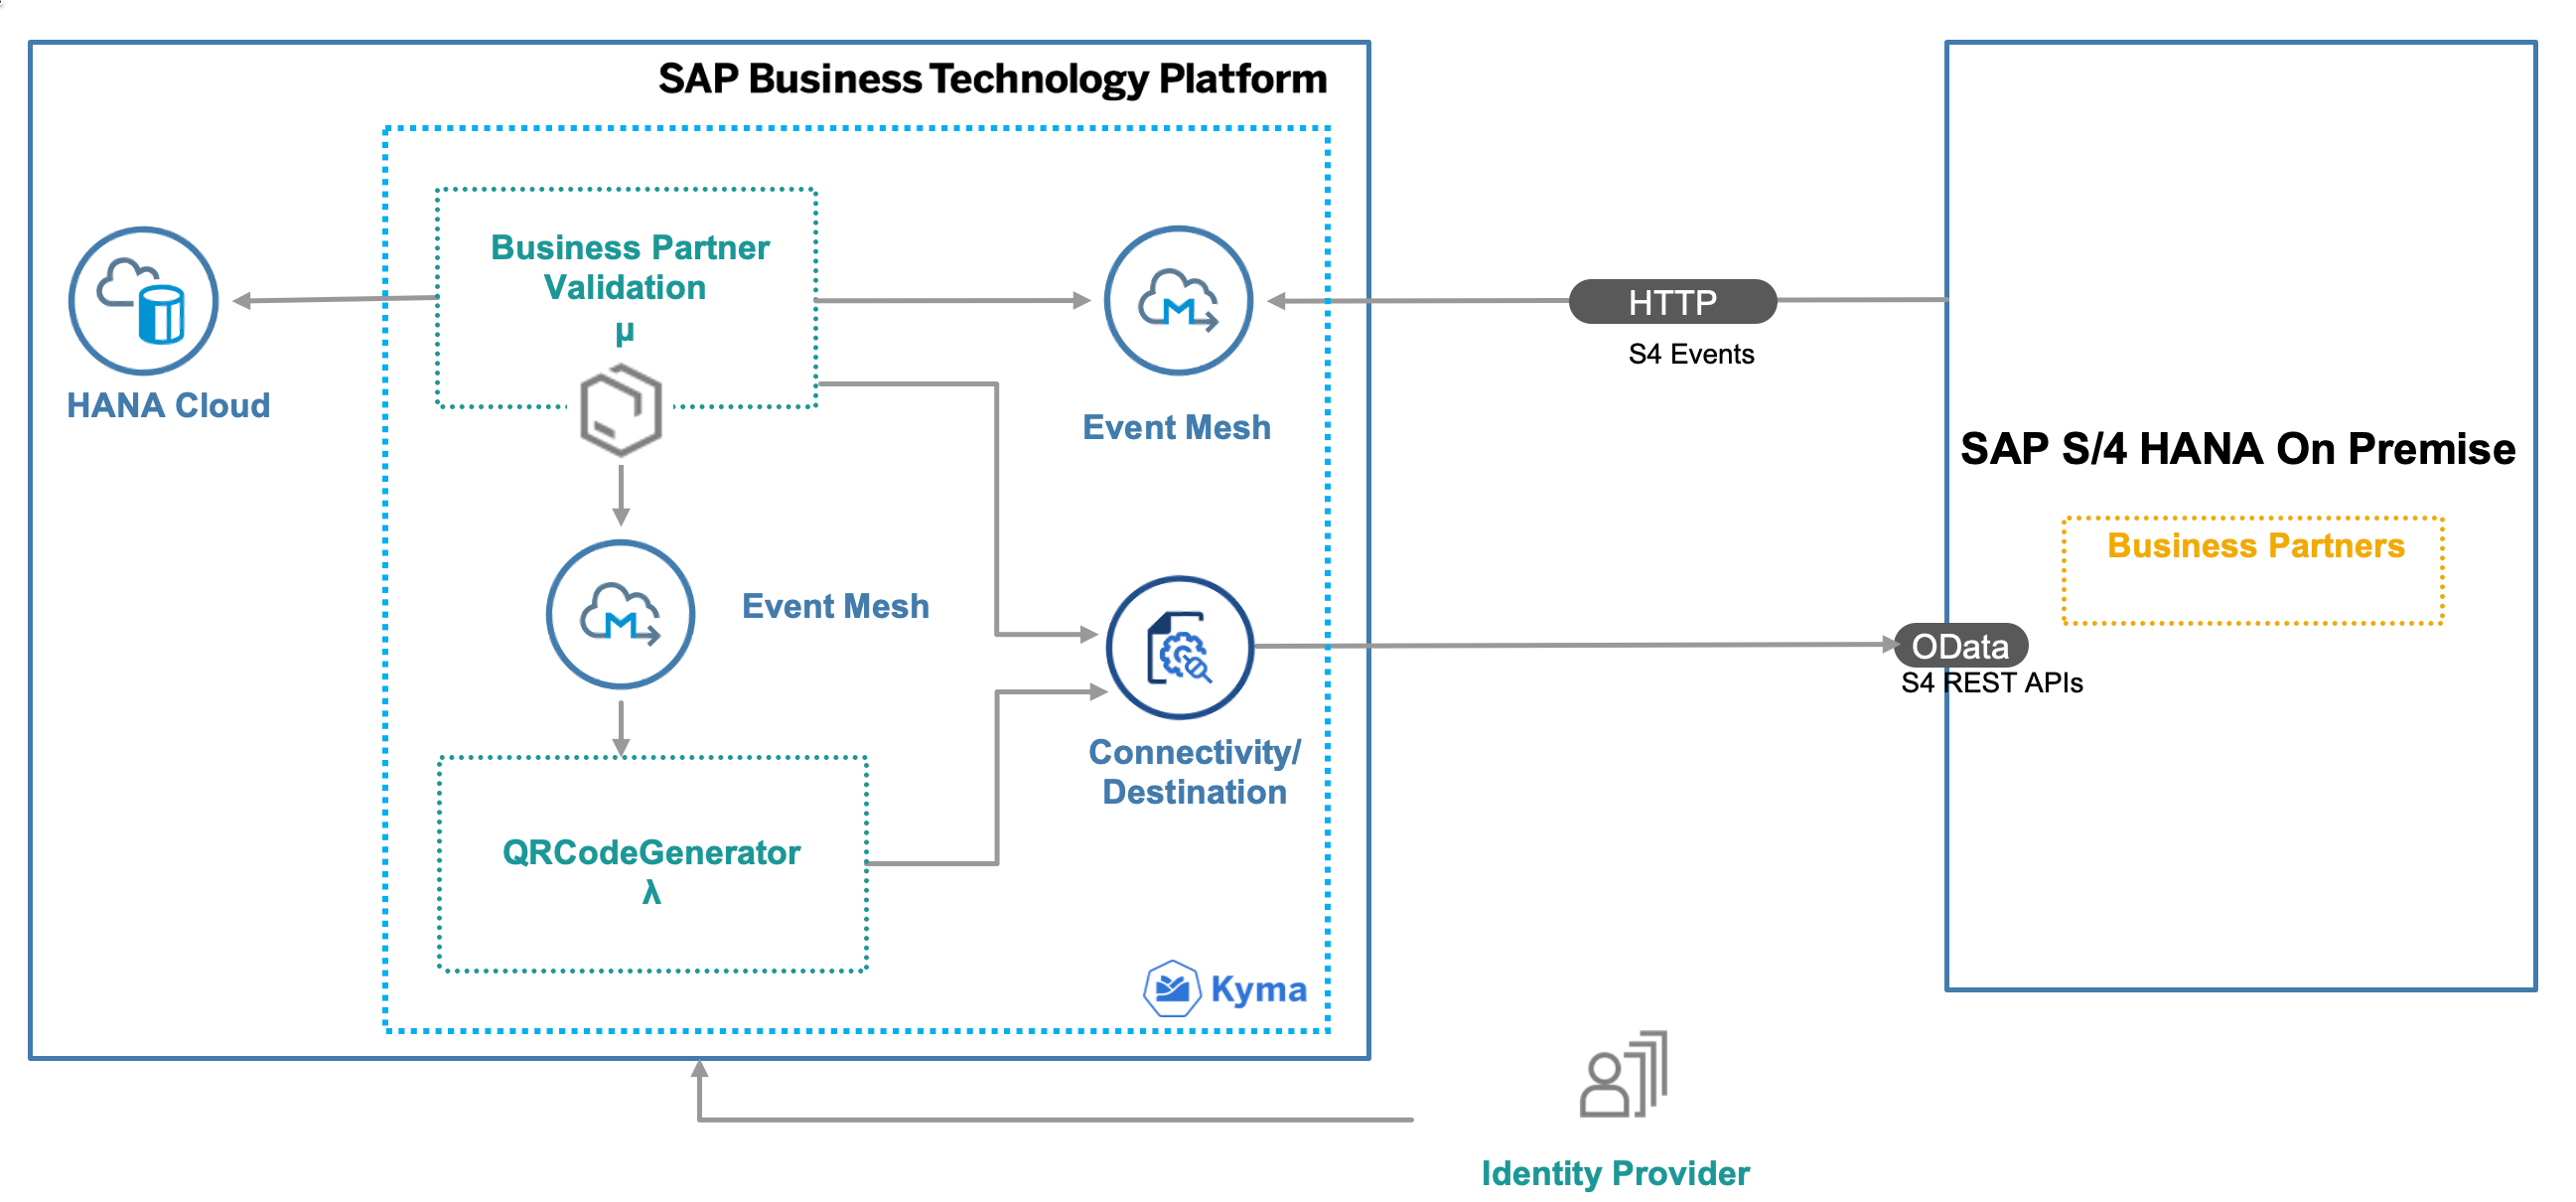 SAP Business Technology Platform
Business Partner
Validation
µ
HANA Cloud
Event Mesh
HTTP
S4 Events
SAP S/4 HANA On Premise
Business Partners
Event Mesh
OData
S4 REST APIs
Connectivity/
Destination
QRCodeGenerator
λ
Kyma
Identity Provider